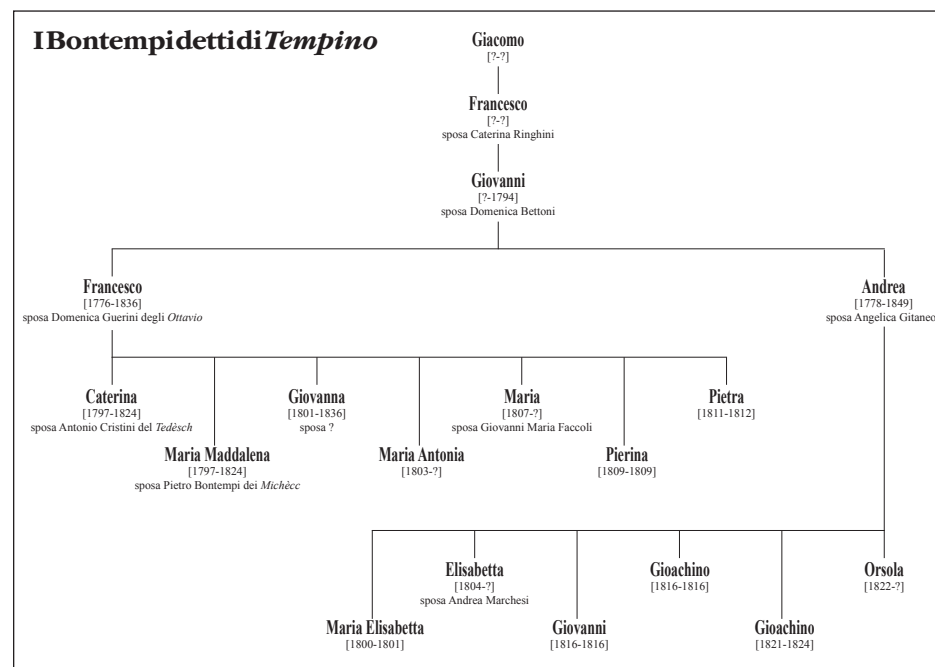 I Bontempi detti di Tempino
Giacomo
[?-?]
Francesco
[?-?]
sposa Caterina Ringhini
Giovanni
[?-1794]
sposa Domenica Bettoni
Francesco
[1776-1836]
sposa Domenica Guerini degli Ottavio
Andrea
[1778-1849]
sposa Angelica Gitaneo
Caterina
[1797-1824]
sposa Antonio Cristini del Tedèsch
Maria Maddalena
[1797-1824]
sposa Pietro Bontempi dei Michècc
Giovanna
[1801-1836]
sposa ?
Maria Antonia
[1803-?]
Maria
[1807-?]
sposa Giovanni Maria Faccoli
Pierina
[1809-1809]
Pietra
[1811-1812]
Maria Elisabetta
[1800-1801]
Elisabetta
[1804-?]
sposa Andrea Marchesi
Giovanni
[1816-1816]
Gioachino
[1816-1816]
Gioachino
[1821-1824]
Orsola
[1822-?]